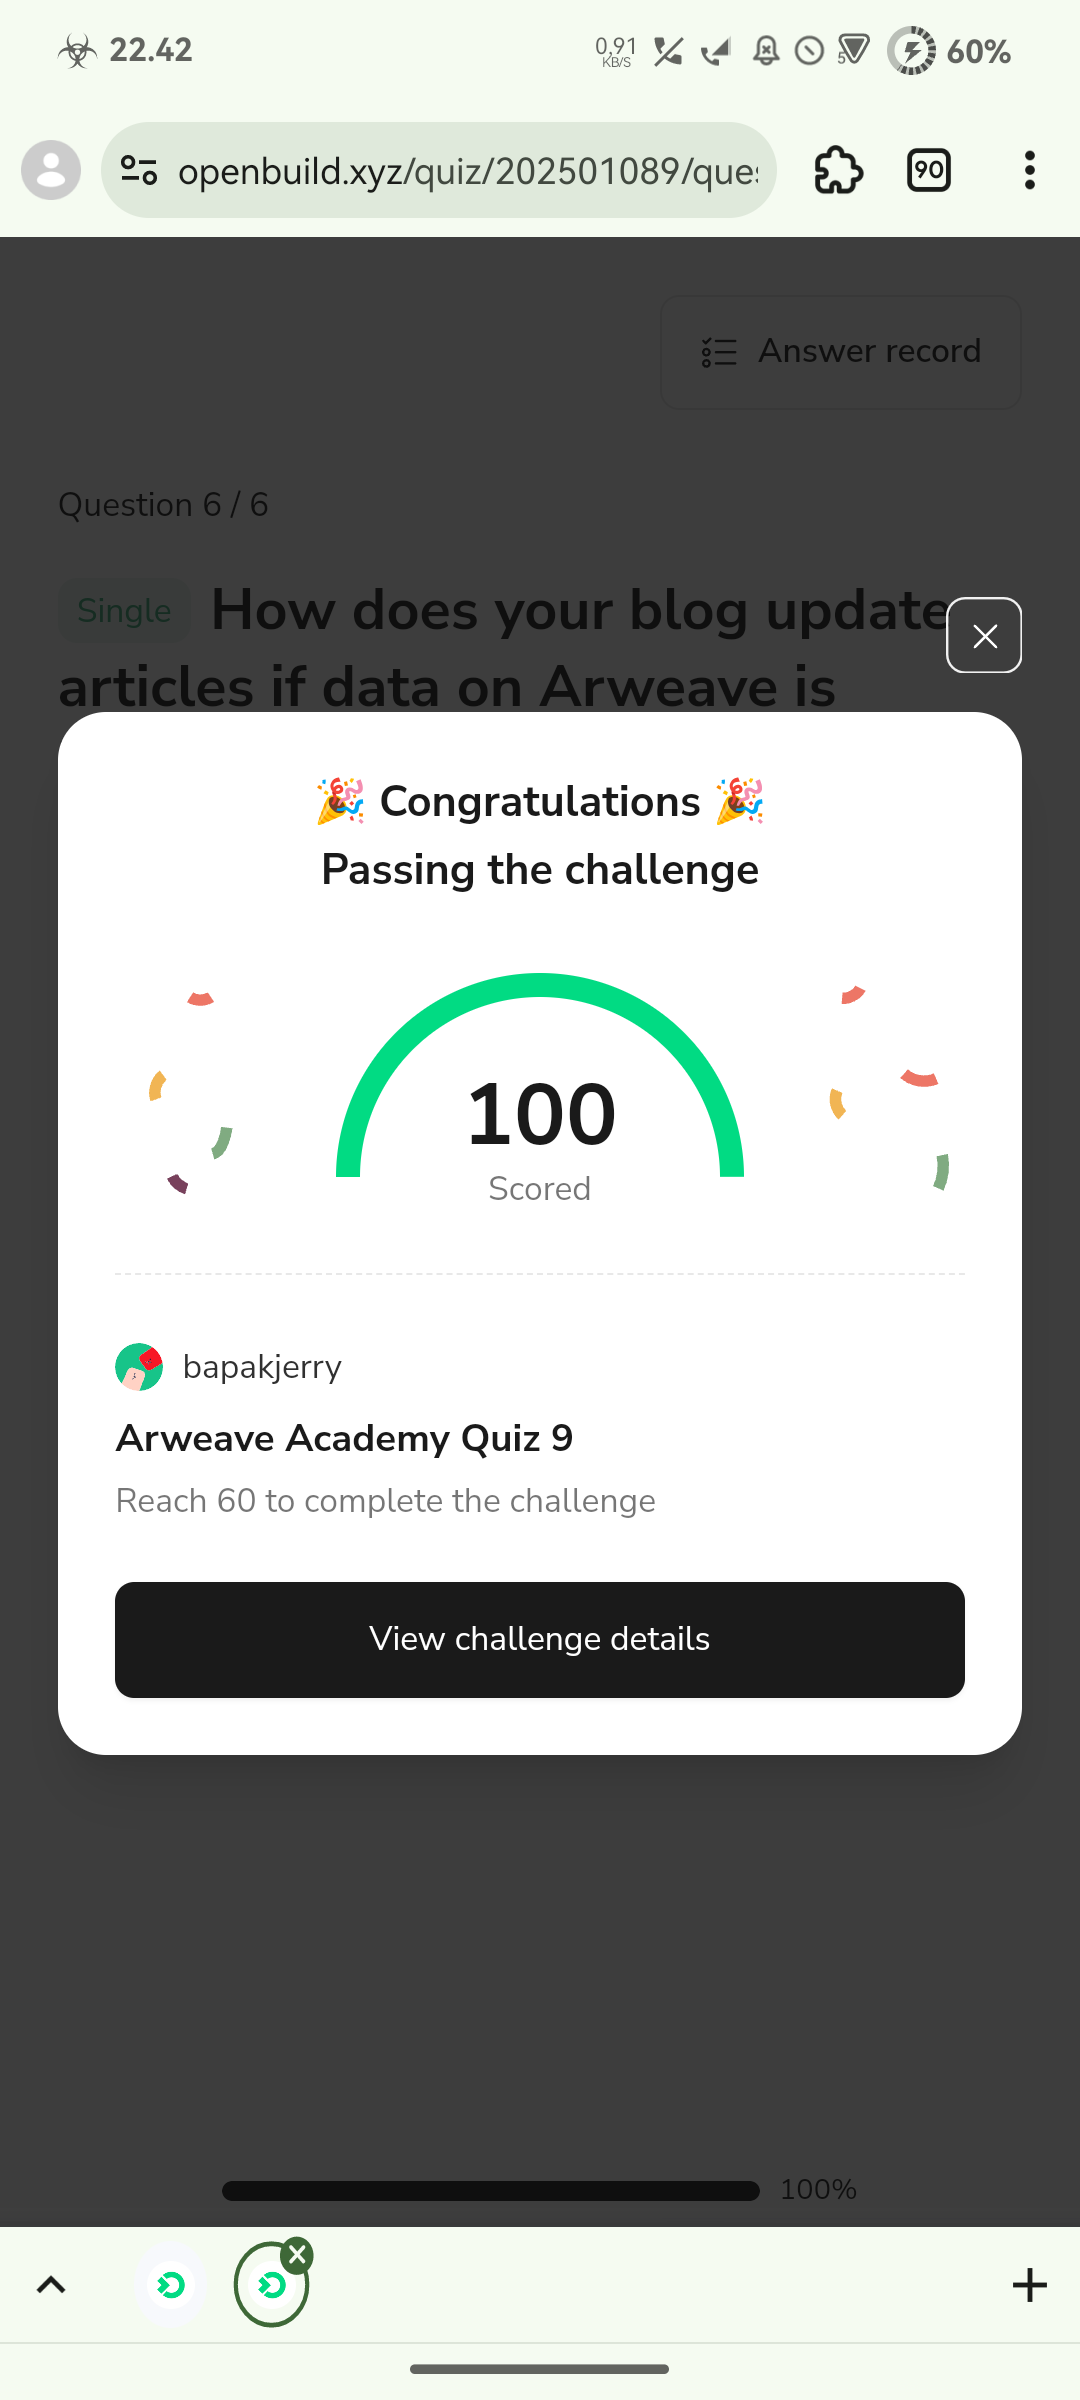 22.42
0,91
KB/S
5
60%
openbuild.xyz/quiz/202501089/ques
90
Answer record
Question 6 / 6
Single How does your blog update
articles if data on Arweave is
🎉 Congratulations 🎉
Passing the challenge
100
Scored
bapakjerry
Arweave Academy Quiz 9
Reach 60 to complete the challenge
View challenge details
100%